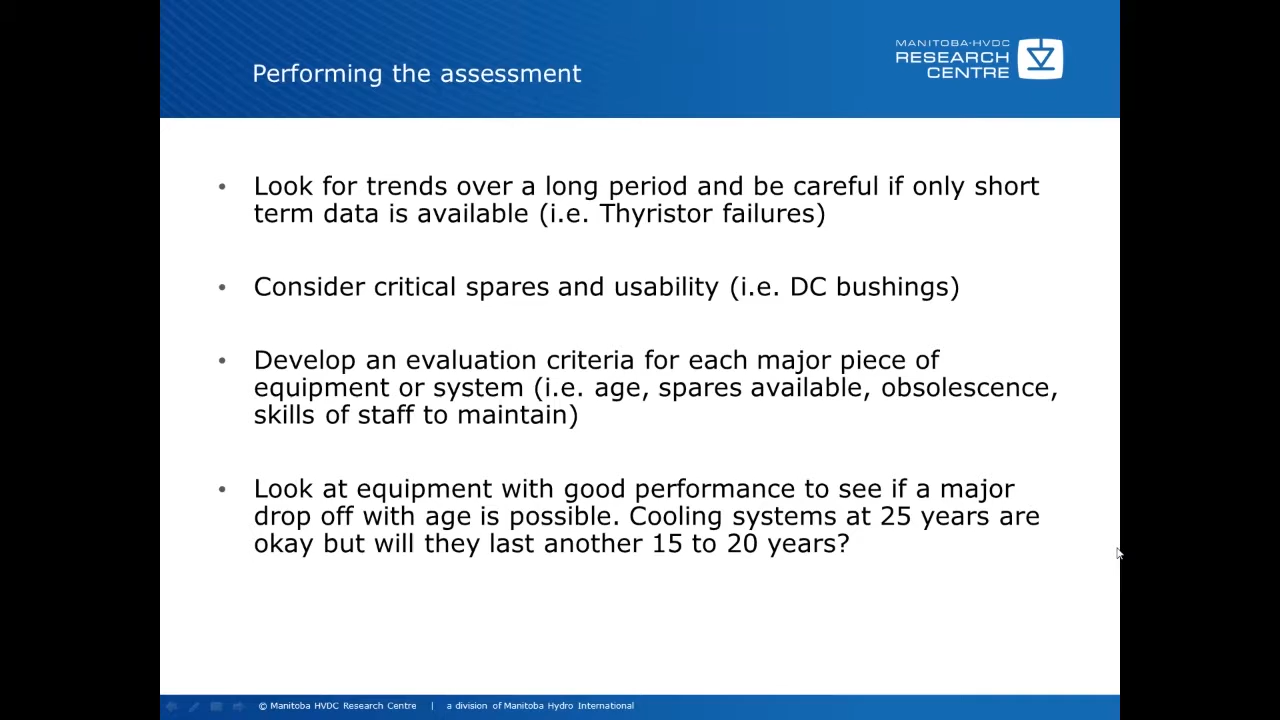 Performing the assessment
MANITOBA·HVDC
RESEARCH
CENTRE
• Look for trends over a long period and be careful if only short
term data is available (i.e. Thyristor failures)
• Consider critical spares and usability (i.e. DC bushings)
• Develop an evaluation criteria for each major piece of
equipment or system (i.e. age, spares available, obsolescence,
skills of staff to maintain)
• Look at equipment with good performance to see if a major
drop off with age is possible. Cooling systems at 25 years are
okay but will they last another 15 to 20 years?
© Manitoba HVDC Research Centre | a division of Manitoba Hydro International